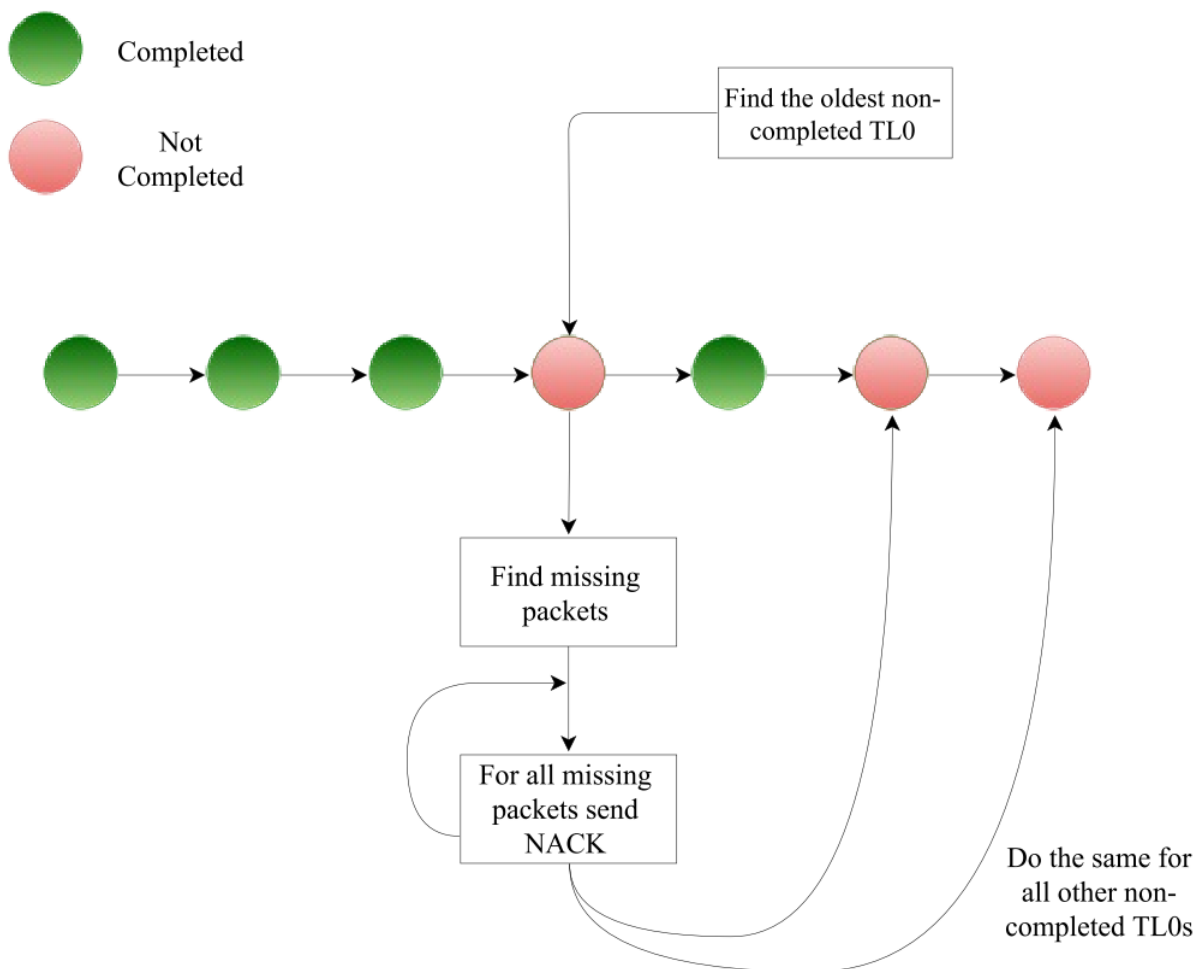 Completed
Not
Completed
Find the oldest non-
completed TL0
Find missing
packets
For all missing
packets send
NACK
Do the same for
all other non-
completed TL0s